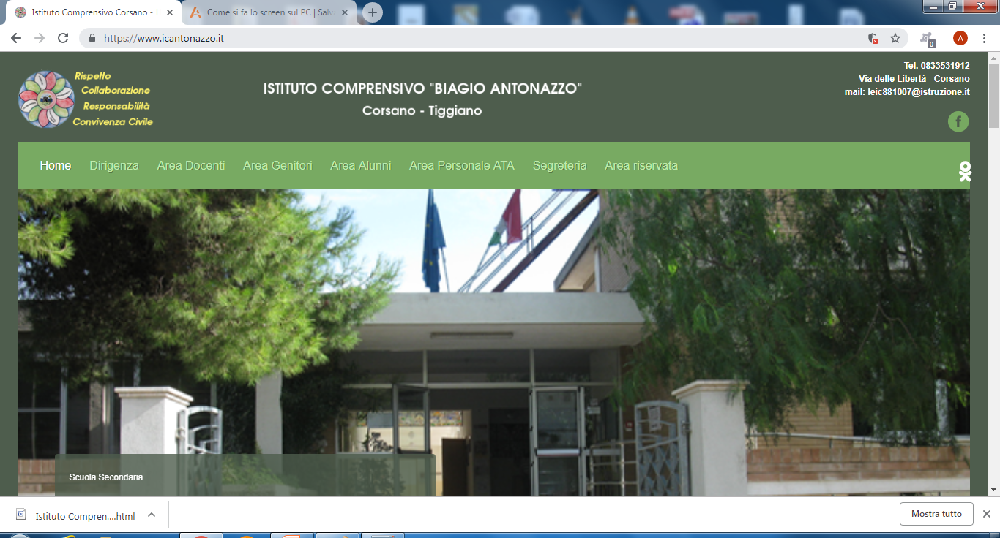 Istituto Comprensivo Corsano - H
Come si fa lo screen sul PC | Salv
https://www.icantonazzo.it
0
A
Rispetto
Collaborazione
Responsabilità
Convivenza Civile
ISTITUTO COMPRENSIVO "BIAGIO ANTONAZZO"
Corsano - Tiggiano
Tel. 0833531912
Via delle Libertà - Corsano
mail: leic881007@istruzione.it
f
Home Dirigenza Area Docenti Area Genitori Area Alunni Area Personale ATA Segreteria Area riservata
Scuola Secondaria
Istituto Compren....html
Mostra tutto